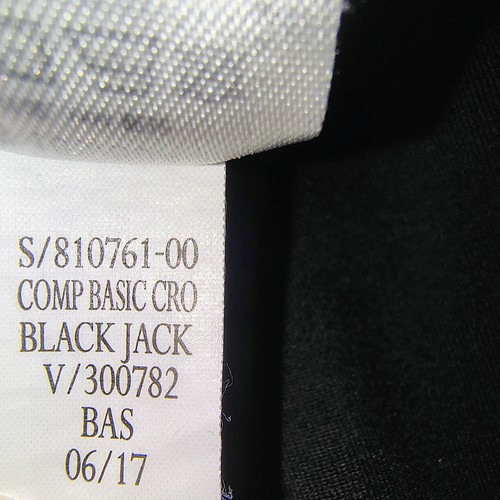 S/810761-00
COMP BASIC CRO
BLACK JACK
V/300782
BAS
06/17